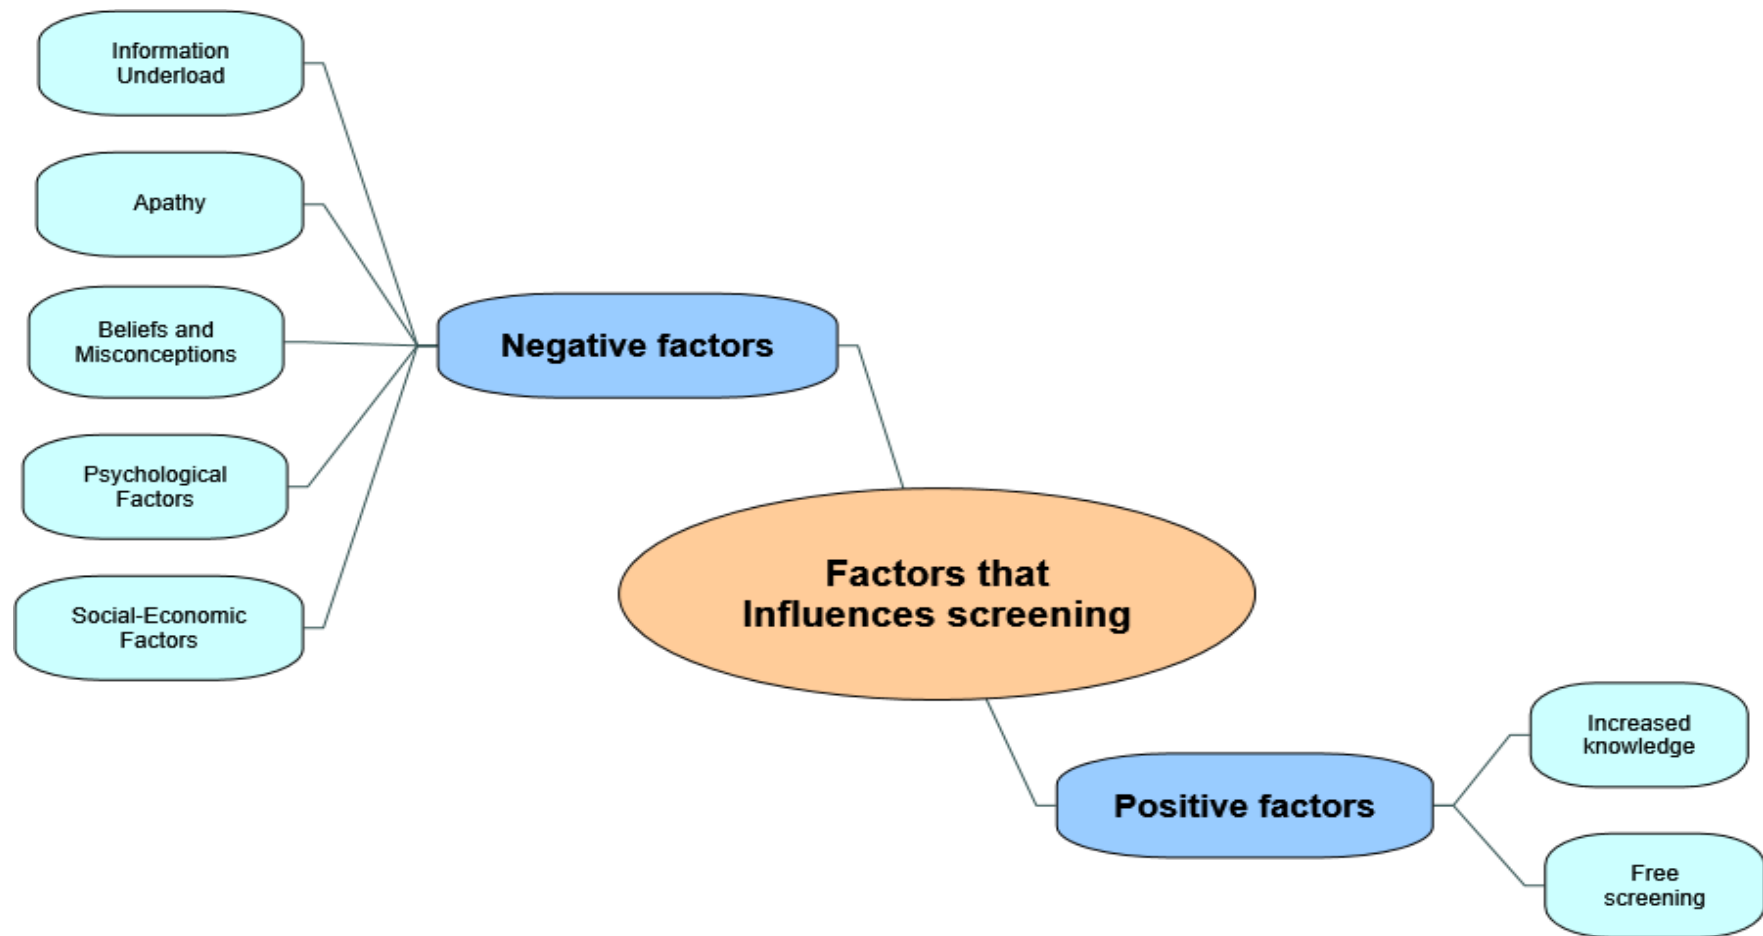 Information
Underload
Apathy
Beliefs and
Misconceptions
Psychological
Factors
Social-Economic
Factors
Negative factors
Factors that
Influences screening
Positive factors
Increased
knowledge
Free
screening